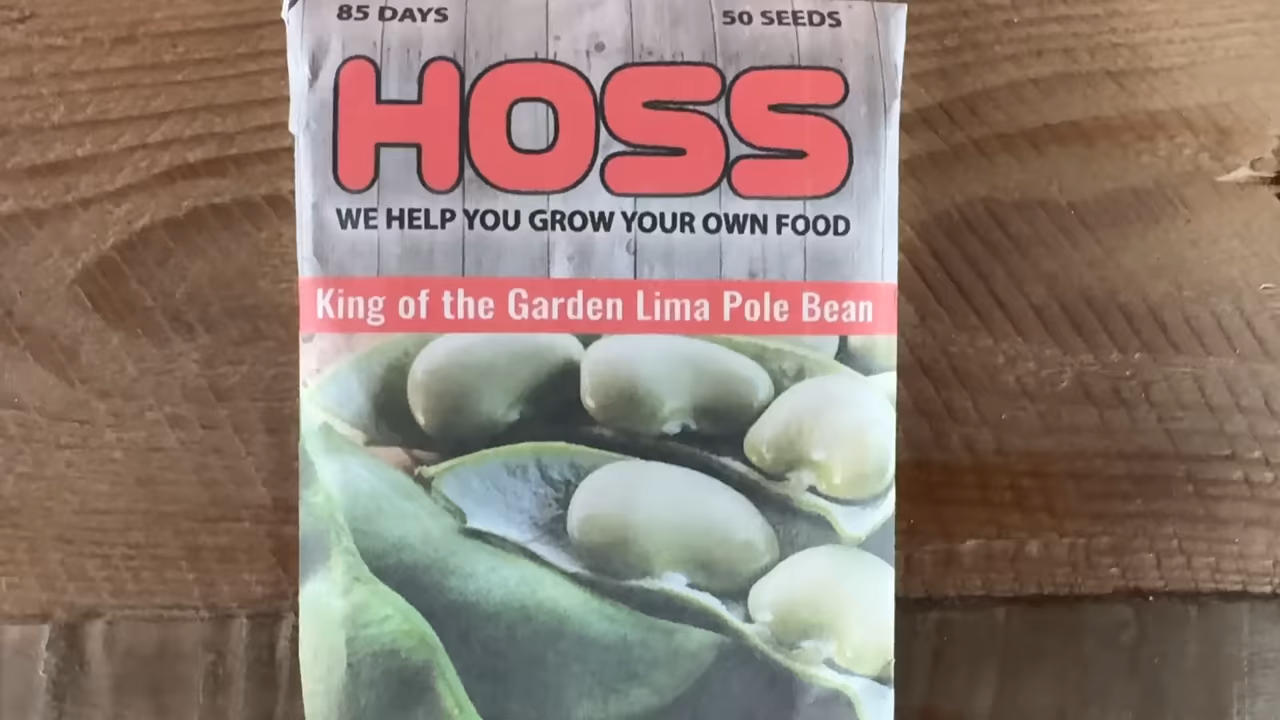 85 DAYS 50 SEEDS
HOSS
WE HELP YOU GROW YOUR OWN FOOD
King of the Garden Lima Pole Bean